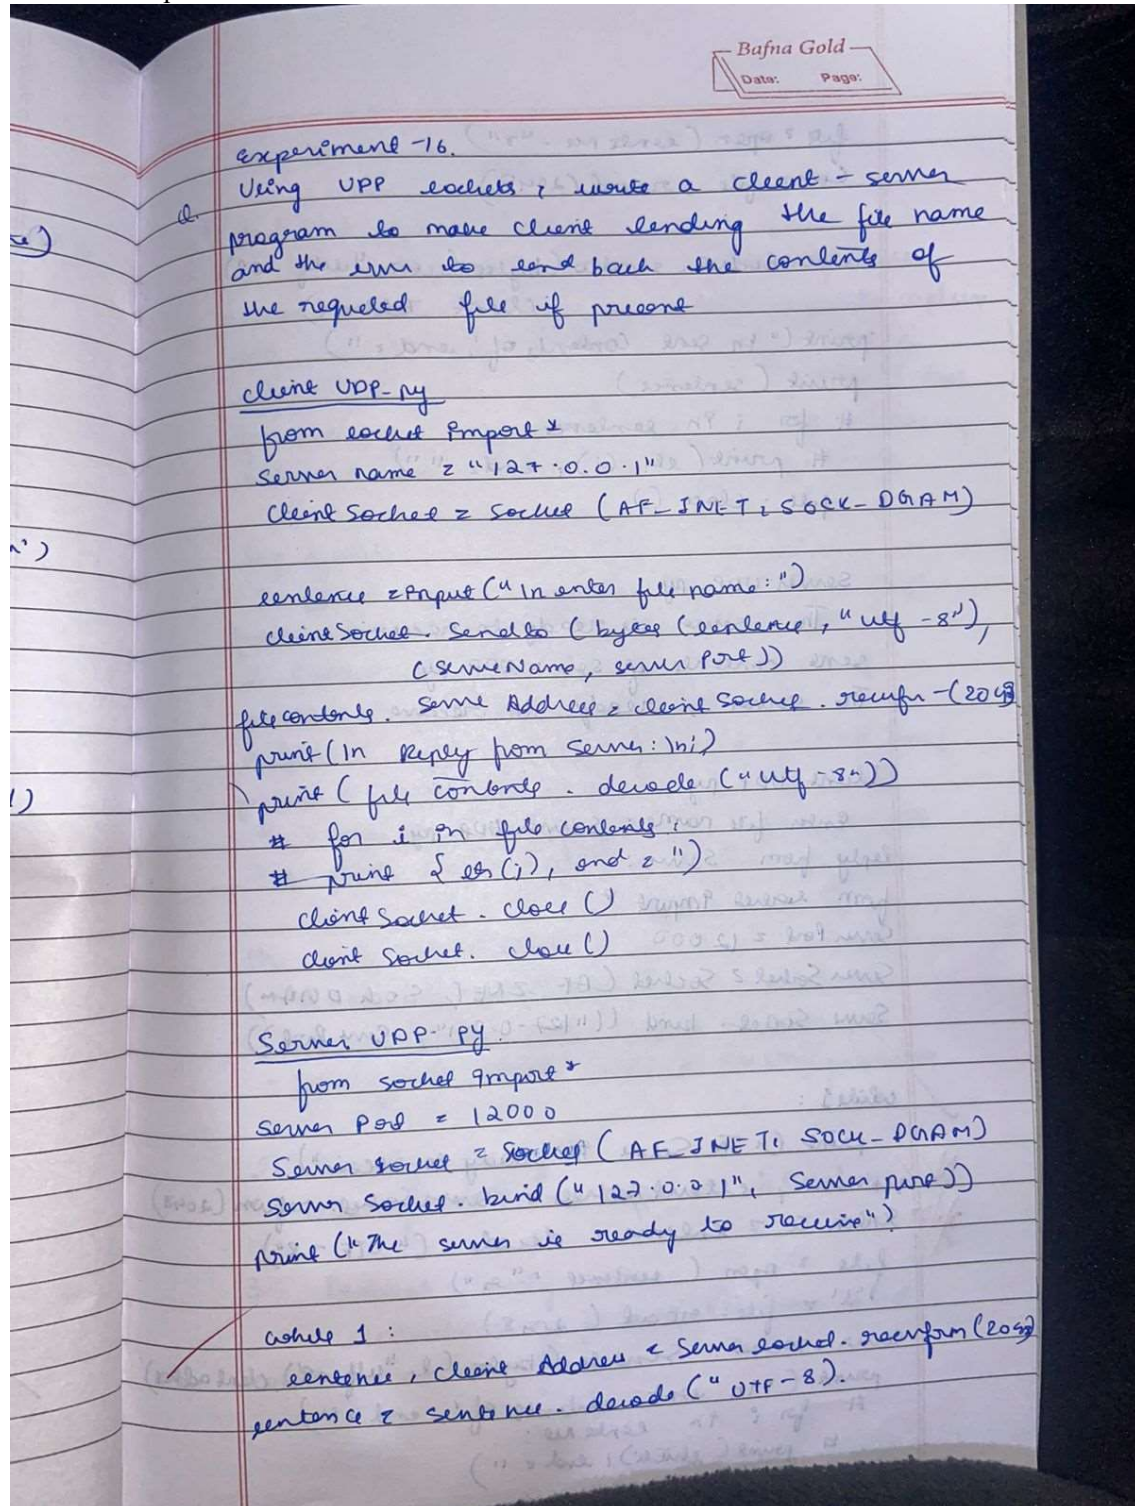 Bafna Gold
Date: Page:
Experiment -16.
Q. Using UDP sockets, write a client - server
program to make client sending the file name
and the server to send back the contents of
the requested file if present
client UDP.py
from socket import *
server name = "127.0.0.1"
client Socket = socket (AF_INET, SOCK_DGRAM)
sentence = input ("\n enter file name: ")
clientSocket. sendto (bytes (sentence, "utf -8"),
(serverName, server Port))
filecontents. server Address = client Socket. recvfrom (2048
print (\n Reply from Server: \n;)
print (file contents. decode ("utf -8"))
# for i in file contents:
# print { str(i), end = ")
client Socket. close ()
client Socket. close ()
Server UDP. py
from socket import *
server Port = 12000
Server socket = socket (AF_INET, SOCK_DGRAM)
Server Socket. bind ("127.0.0 1", Server port))
print ("The server is ready to receive")
while 1 :
sentence, client Address = Server socket. recvfrom (2048)
sentence = sentence. decode (" UTF - 8).